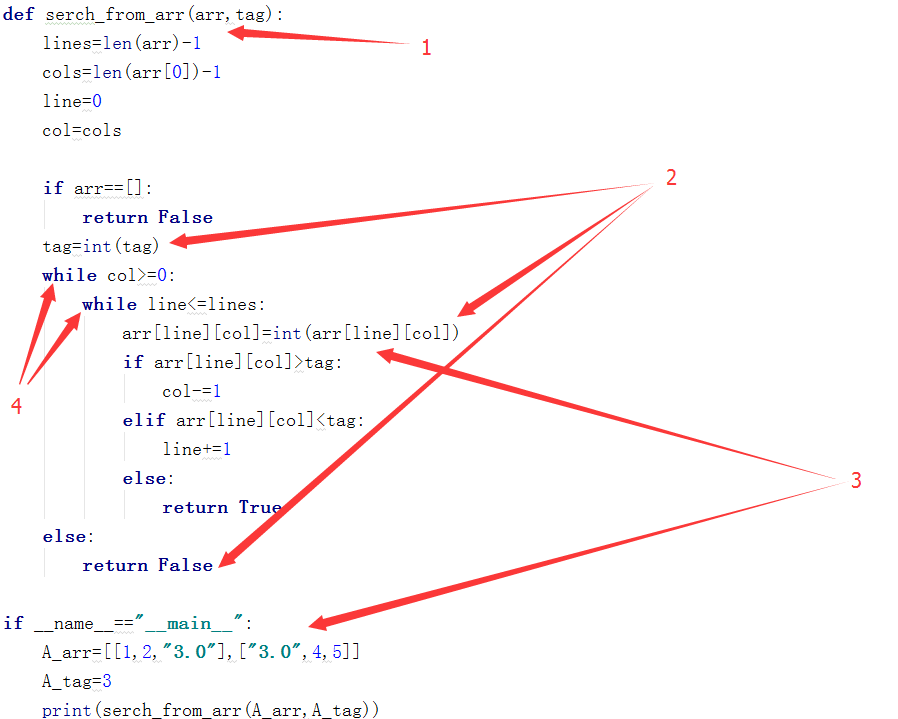 def serch_from_arr(arr,tag):
    lines=len(arr)-1
1
    cols=len(arr[0])-1
    line=0
    col=cols
2
    if arr==[]:
        return False
    tag=int(tag)
    while col>=0:
        while line<=lines:
            arr[line][col]=int(arr[line][col])
            if arr[line][col]>tag:
                col-=1
4
            elif arr[line][col]<tag:
                line+=1
            else:
3
                return True
    else:
        return False
if __name__=="__main__":
    A_arr=[[1,2,"3.0"],["3.0",4,5]]
    A_tag=3
    print(serch_from_arr(A_arr,A_tag))